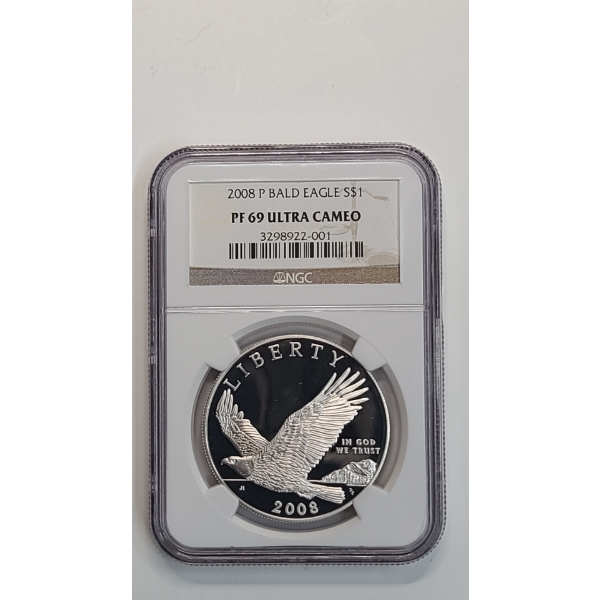 2008 P BALD EAGLE S$1
PF 69 ULTRA CAMEO
3298922-001
NGC
LIBERTY
IN GOD
WE TRUST
2008